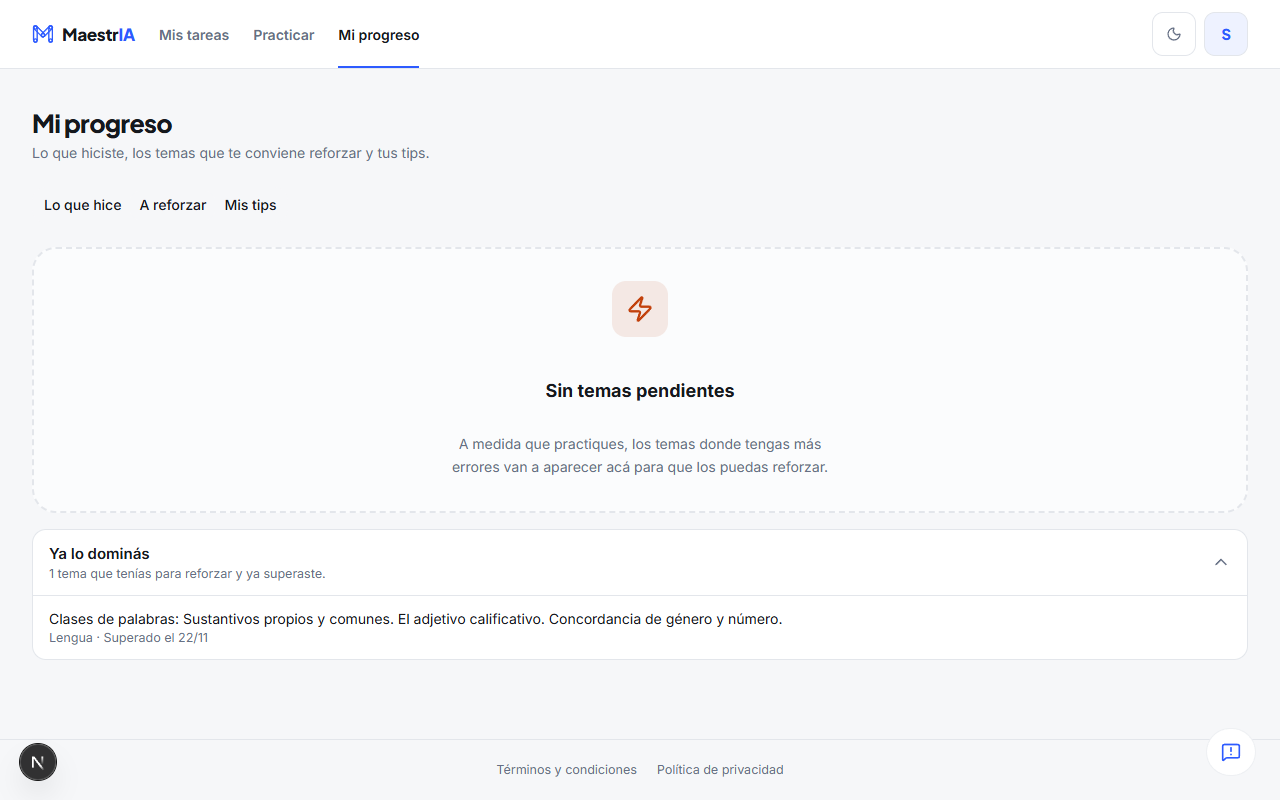 MaestrIA
Mis tareas
Practicar
Mi progreso
S
Mi progreso
Lo que hiciste, los temas que te conviene reforzar y tus tips.
Lo que hice
A reforzar
Mis tips
Sin temas pendientes
A medida que practiques, los temas donde tengas más
errores van a aparecer acá para que los puedas reforzar.
Ya lo dominás
1 tema que tenías para reforzar y ya superaste.
Clases de palabras: Sustantivos propios y comunes. El adjetivo calificativo. Concordancia de género y número.
Lengua · Superado el 22/11
N
Términos y condiciones
Política de privacidad